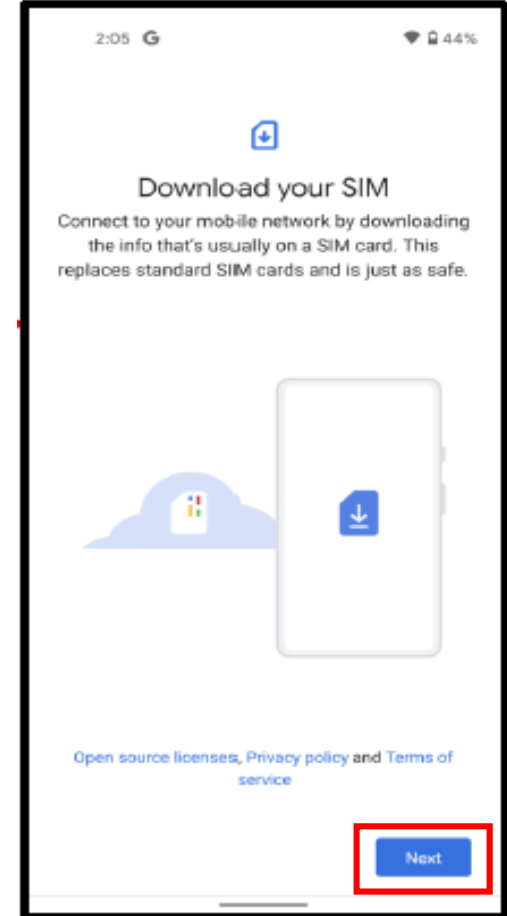 2:05 G 44%
Download your SIM
Connect to your mobile network by downloading
the info that's usually on a SIM card. This
replaces standard SIM cards and is just as safe.
Open source licenses, Privacy policy and Terms of
service
Next